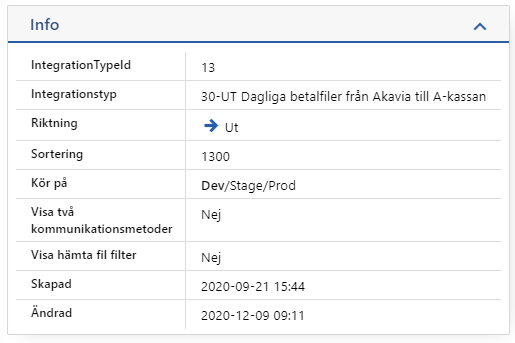 Info
IntegrationTypeId 13
Integrationstyp 30-UT Dagliga betalfiler från Akavia till A-kassan
Riktning Ut
Sortering 1300
Kör på Dev/Stage/Prod
Visa två
kommunikationsmetoder Nej
Visa hämta fil filter Nej
Skapad 2020-09-21 15:44
Ändrad 2020-12-09 09:11